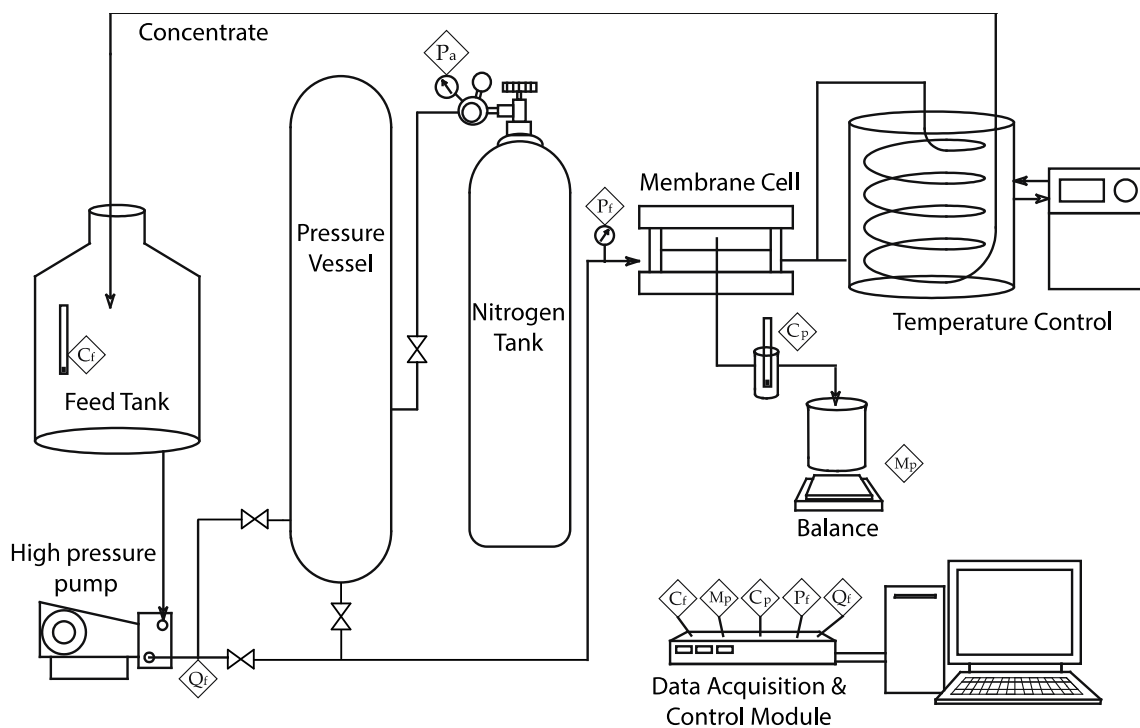 Concentrate
Pa
Membrane Cell
Pf
Pressure
Vessel
Nitrogen
Tank
Temperature Control
Cf
Feed Tank
Cp
Mp
Balance
High pressure
pump
Qf
Cf Mp Cp Pf Qf
Data Acquisition &
Control Module